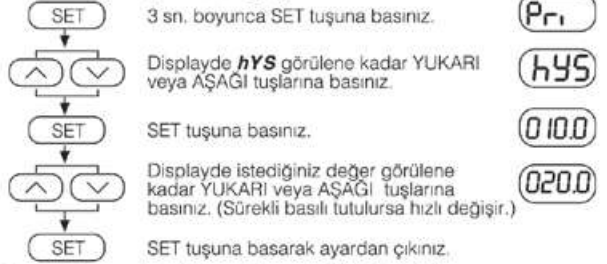 SET 3 sn. boyunca SET tuşuna basınız. Pri
Displayde hYS görülene kadar YUKARI hYS
veya AŞAĞI tuşlarına basınız.
SET SET tuşuna basınız. 010.0
Displayde istediğiniz değer görülene 020.0
kadar YUKARI veya AŞAĞI tuşlarına
basınız. (Sürekli basılı tutulursa hızlı değişir.)
SET SET tuşuna basarak ayardan çıkınız.